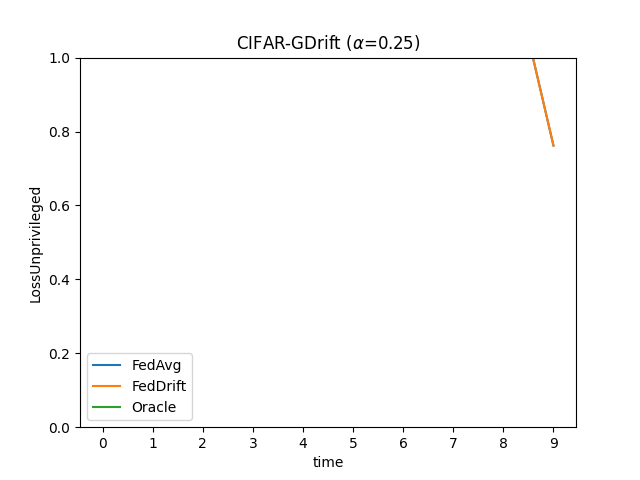 CIFAR-GDrift (α=0.25)
LossUnprivileged
1.0
0.8
0.6
0.4
0.2
0.0
FedAvg
FedDrift
Oracle
0 1 2 3 4 5 6 7 8 9
time